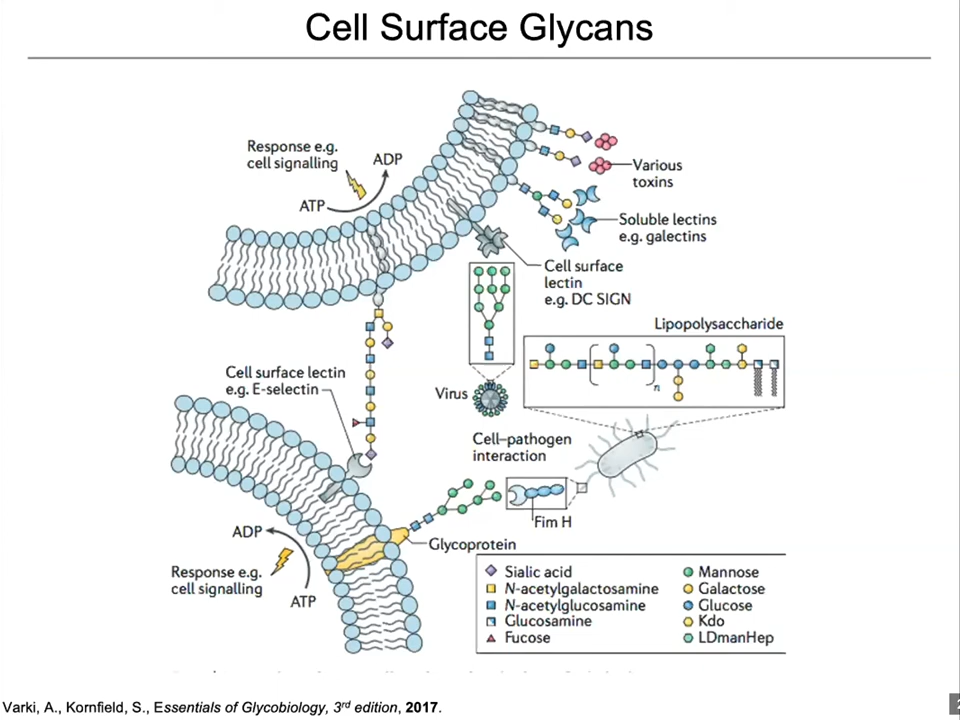 Cell Surface Glycans
Response e.g.
cell signalling
ADP
ATP
Various
toxins
Soluble lectins
e.g. galectins
Cell surface
lectin
e.g. DC SIGN
Lipopolysaccharide
n
Cell surface lectin
e.g. E-selectin
Virus
Cell–pathogen
interaction
Fim H
Glycoprotein
ADP
Response e.g.
cell signalling
ATP
Sialic acid
N-acetylgalactosamine
N-acetylglucosamine
Glucosamine
Fucose
Mannose
Galactose
Glucose
Kdo
LDmanHep
Varki, A., Kornfield, S., Essentials of Glycobiology, 3rd edition, 2017.